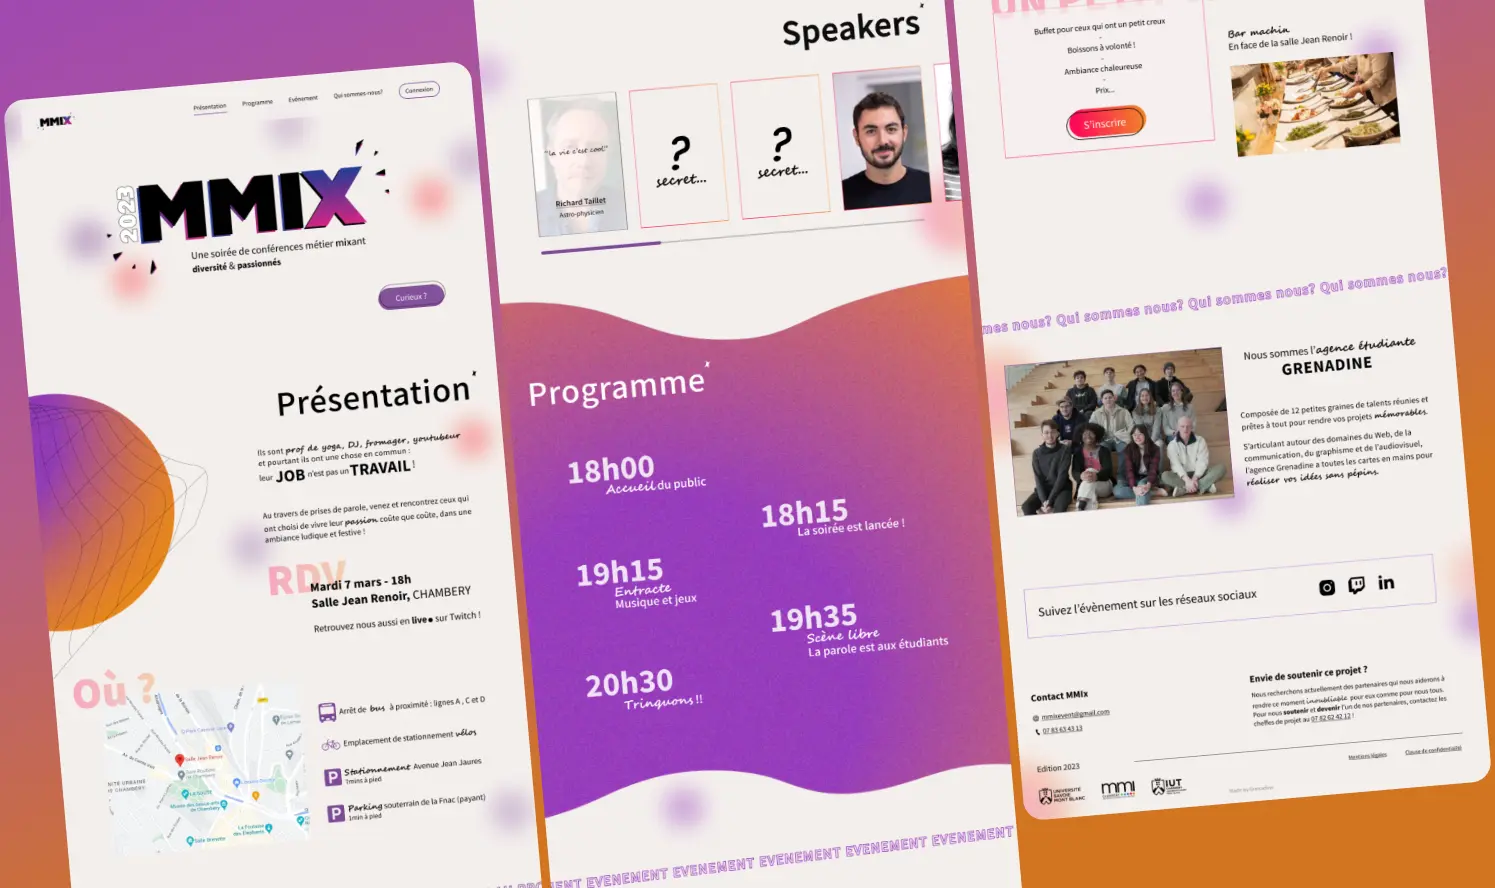 MMIX
Présentation
Programme
Evénement
Qui sommes-nous?
Connexion
2023
MMIX
Une soirée de conférences métier mixant
diversité & passionnés
Curieux ?
Présentation
Ils sont prof de yoga, DJ, fromager, youtubeur
et pourtant ils ont une chose en commun :
leur JOB n'est pas un TRAVAIL !
Au travers de prises de parole, venez et rencontrez ceux qui
ont choisi de vivre leur passion coûte que coûte, dans une
ambiance ludique et festive !
RDV
Mardi 7 mars - 18h
Salle Jean Renoir, CHAMBERY
Retrouvez nous aussi en live● sur Twitch !
Où ?
Salle Jean Renoir
Arrêt de bus à proximité : lignes A , C et D
Emplacement de stationnement vélos
P Stationnement Avenue Jean Jaures
1mins à pied
P Parking souterrain de la Fnac (payant)
1min à pied
Speakers
"la vie c'est cool"
Richard Taillet
Astro-physicien
?
secret...
?
secret...
Programme
18h00
Accueil du public
18h15
La soirée est lancée !
19h15
Entracte
Musique et jeux
19h35
Scène libre
La parole est aux étudiants
20h30
Trinquons !!
EVENEMENT EVENEMENT EVENEMENT EVENEMENT
UN PETIT
Buffet pour ceux qui ont un petit creux
-
Boissons à volonté !
-
Ambiance chaleureuse
-
Prix...
S'inscrire
Bar machin
En face de la salle Jean Renoir !
mes nous? Qui sommes nous? Qui sommes nous? Qui sommes nous?
Nous sommes l'agence étudiante
GRENADINE
Composée de 12 petites graines de talents réunies et
prêtes à tout pour rendre vos projets mémorables.
S'articulant autour des domaines du Web, de la
communication, du graphisme et de l'audiovisuel,
l'agence Grenadine a toutes les cartes en mains pour
réaliser vos idées sans pépins.
Suivez l'évènement sur les réseaux sociaux
in
Contact MMIx
@ mmixevent@gmail.com
07 83 63 43 13
Envie de soutenir ce projet ?
Nous recherchons actuellement des partenaires qui nous aiderons à
rendre ce moment inoubliable pour eux comme pour nous tous.
Pour nous soutenir et devenir l'un de nos partenaires, contactez les
cheffes de projet au 07 82 62 42 12 !
Mentions légales
Clause de confidentialité
Edition 2023
UNIVERSITÉ
SAVOIE
MONT BLANC
mmi
IUT